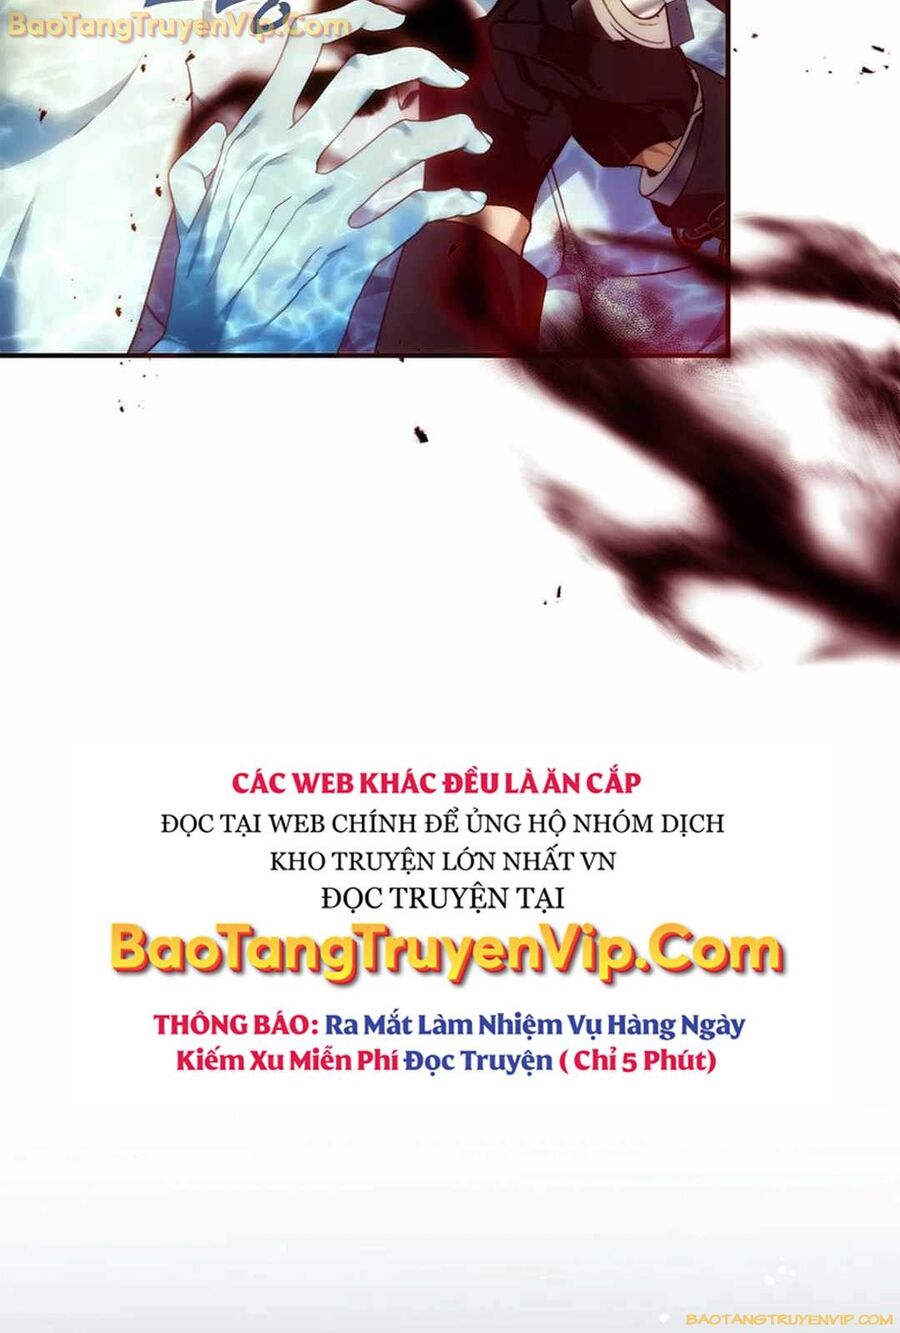 BaoTangTruyenVip.Com
CÁC WEB KHÁC ĐỀU LÀ ĂN CẮP
ĐỌC TẠI WEB CHÍNH ĐỂ ỦNG HỘ NHÓM DỊCH
KHO TRUYỆN LỚN NHẤT VN
ĐỌC TRUYỆN TẠI
BaoTangTruyenVip.Com
THÔNG BÁO: Ra Mắt Làm Nhiệm Vụ Hàng Ngày
Kiếm Xu Miễn Phí Đọc Truyện ( Chỉ 5 Phút)
BAOTANGTRUYENVIP.COM